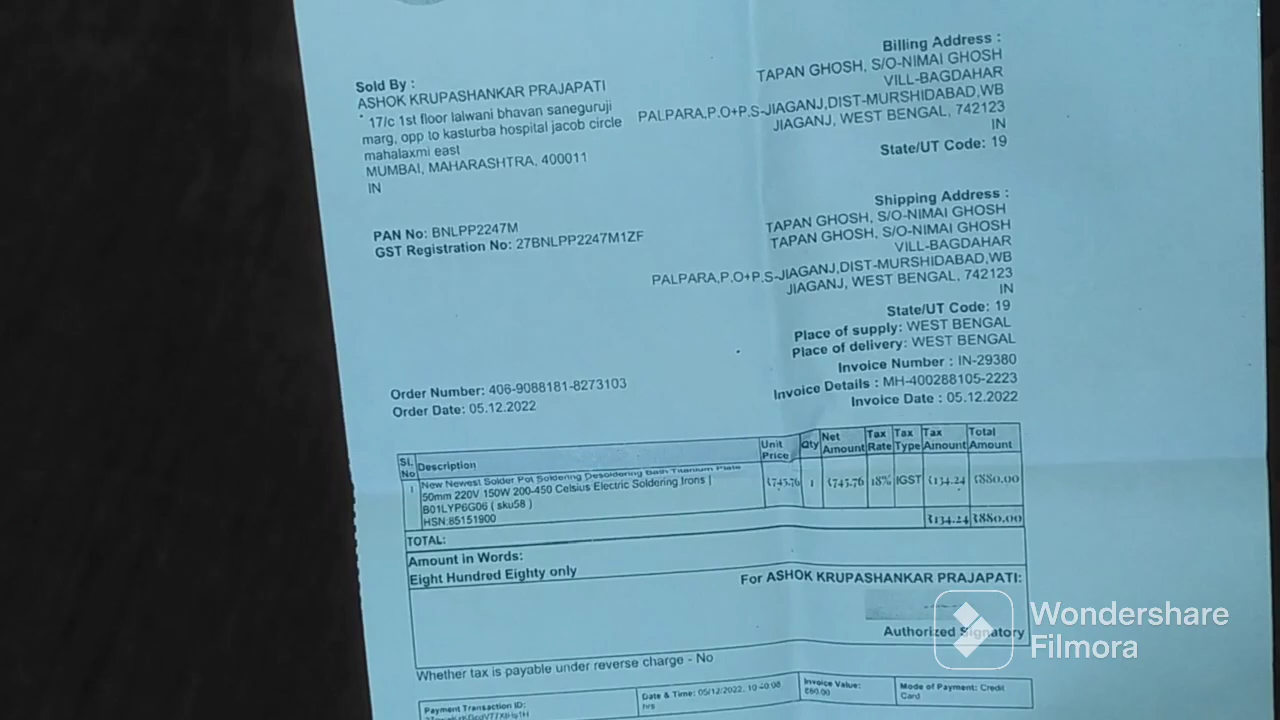 Sold By :
ASHOK KRUPASHANKAR PRAJAPATI
* 17/c 1st floor lalwani bhavan saneguruji
marg, opp to kasturba hospital jacob circle
mahalaxmi east
MUMBAI, MAHARASHTRA, 400011
IN
PAN No: BNLPP2247M
GST Registration No: 27BNLPP2247M1ZF
Billing Address :
TAPAN GHOSH, S/O-NIMAI GHOSH
VILL-BAGDAHAR
PALPARA,P.O+P.S-JIAGANJ,DIST-MURSHIDABAD,WB
JIAGANJ, WEST BENGAL, 742123
IN
State/UT Code: 19
Shipping Address :
TAPAN GHOSH, S/O-NIMAI GHOSH
TAPAN GHOSH, S/O-NIMAI GHOSH
VILL-BAGDAHAR
PALPARA,P.O+P.S-JIAGANJ,DIST-MURSHIDABAD,WB
JIAGANJ, WEST BENGAL, 742123
IN
State/UT Code: 19
Place of supply: WEST BENGAL
Place of delivery: WEST BENGAL
Invoice Number : IN-29380
Invoice Details : MH-400288105-2223
Invoice Date : 05.12.2022
Order Number: 406-9088181-8273103
Order Date: 05.12.2022
Sl. No Description Unit Price Qty Net Amount Tax Rate Tax Type Tax Amount Total Amount
1 New Newest Solder Pot Soldering Desoldering Bath Titanium Plate ₹745.76 1 ₹745.76 18% IGST ₹134.24 ₹880.00
50mm 220V 150W 200-450 Celsius Electric Soldering Irons |
B01LYP6G06 ( sku58 )
HSN:85151900
TOTAL: ₹134.24 ₹880.00
Amount in Words:
Eight Hundred Eighty only
For ASHOK KRUPASHANKAR PRAJAPATI:
Authorized Signatory
Whether tax is payable under reverse charge - No
Payment Transaction ID:
Date & Time: 05/12/2022, 10:40:08
hrs
Invoice Value:
Mode of Payment: Credit
Card
Wondershare
Filmora